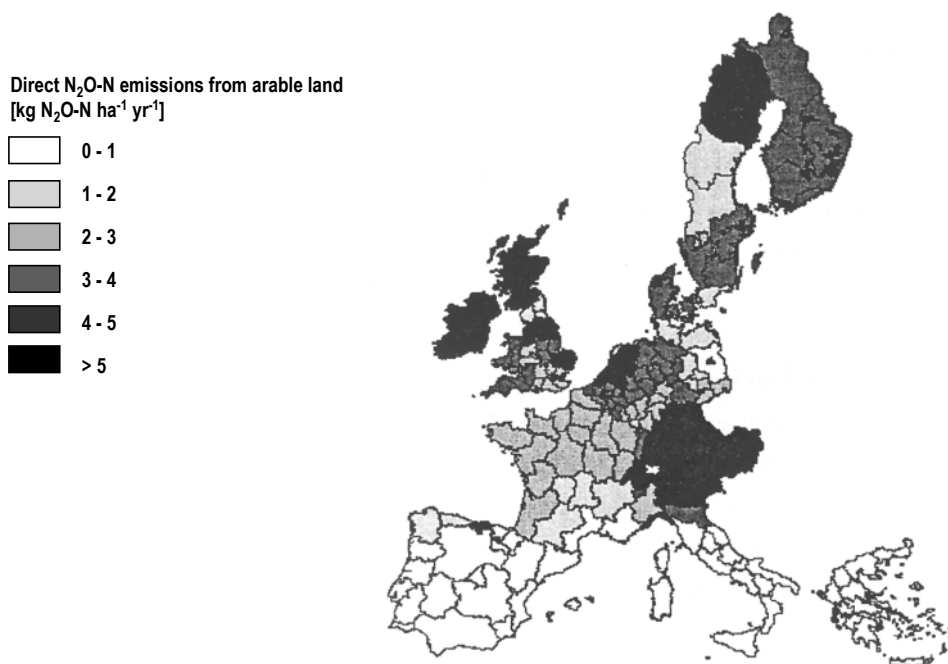 Direct N₂O-N emissions from arable land
[kg N₂O-N ha⁻¹ yr⁻¹]
0 - 1
1 - 2
2 - 3
3 - 4
4 - 5
> 5